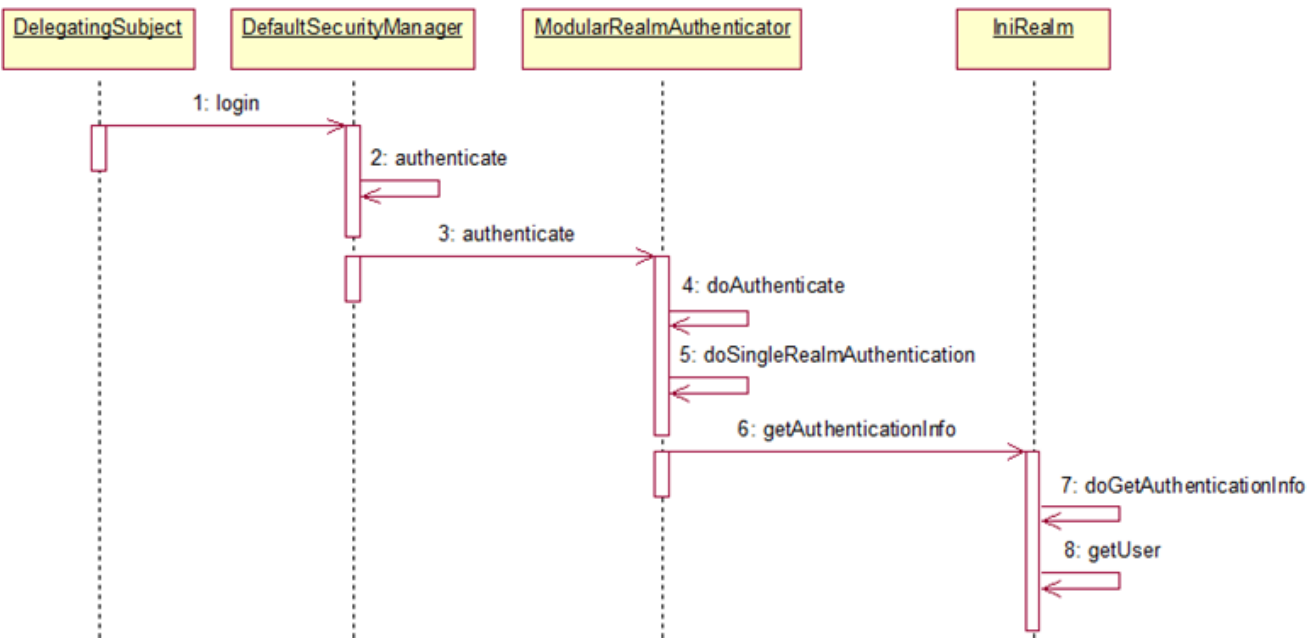 DelegatingSubject
DefaultSecurityManager
ModularRealmAuthenticator
IniRealm
1: login
2: authenticate
3: authenticate
4: doAuthenticate
5: doSingleRealmAuthentication
6: getAuthenticationInfo
7: doGetAuthenticationInfo
8: getUser